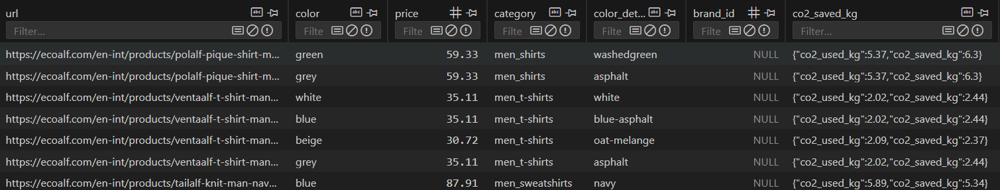 url color price category color_det... brand_id co2_saved_kg
Filter... Filte Filte Filte Filte Filte Filter...
https://ecoalf.com/en-int/products/polalf-pique-shirt-m... green 59.33 men_shirts washedgreen NULL {"co2_used_kg":5.37,"co2_saved_kg":6.3}
https://ecoalf.com/en-int/products/polalf-pique-shirt-m... grey 59.33 men_shirts asphalt NULL {"co2_used_kg":5.37,"co2_saved_kg":6.3}
https://ecoalf.com/en-int/products/ventaalf-t-shirt-man... white 35.11 men_t-shirts white NULL {"co2_used_kg":2.02,"co2_saved_kg":2.44}
https://ecoalf.com/en-int/products/ventaalf-t-shirt-man... blue 35.11 men_t-shirts blue-asphalt NULL {"co2_used_kg":2.02,"co2_saved_kg":2.44}
https://ecoalf.com/en-int/products/ventaalf-t-shirt-man... beige 30.72 men_t-shirts oat-melange NULL {"co2_used_kg":2.09,"co2_saved_kg":2.37}
https://ecoalf.com/en-int/products/ventaalf-t-shirt-man... grey 35.11 men_t-shirts asphalt NULL {"co2_used_kg":2.02,"co2_saved_kg":2.44}
https://ecoalf.com/en-int/products/tailalf-knit-man-nav... blue 87.91 men_sweatshirts navy NULL {"co2_used_kg":5.89,"co2_saved_kg":5.34}